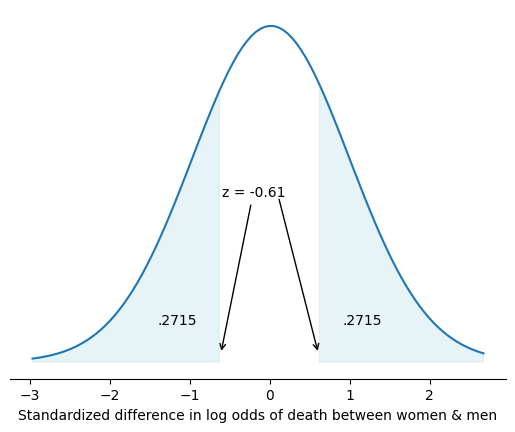 z = -0.61
.2715 .2715
−3 −2 −1 0 1 2
Standardized difference in log odds of death between women & men